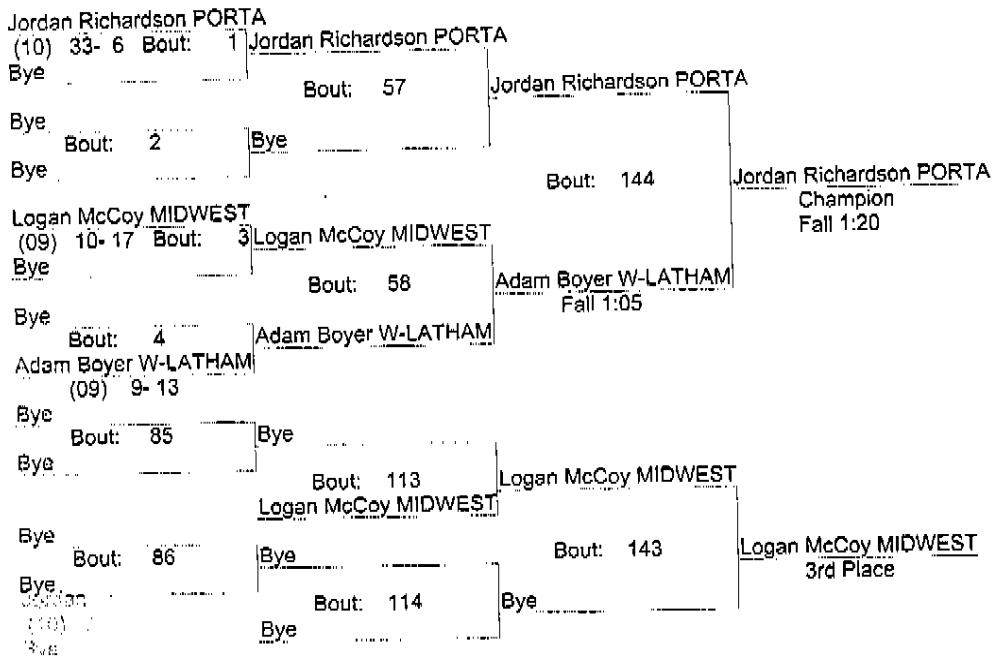 Jordan Richardson PORTA
(10) 33- 6 Bout: 1 Jordan Richardson PORTA
Bye
Bout: 57 Jordan Richardson PORTA
Bye
Bout: 2 Bye
Bye
Bout: 144 Jordan Richardson PORTA
Champion
Fall 1:20
Logan McCoy MIDWEST
(09) 10- 17 Bout: 3 Logan McCoy MIDWEST
Bye
Bout: 58 Adam Boyer W-LATHAM
Fall 1:05
Bye
Bout: 4 Adam Boyer W-LATHAM
Adam Boyer W-LATHAM
(09) 9- 13
Bye
Bout: 85 Bye
Bye
Bout: 113 Logan McCoy MIDWEST
Logan McCoy MIDWEST
Bye
Bout: 86 Bye
Bout: 143 Logan McCoy MIDWEST
3rd Place
Bye
Bout: 114 Bye
Bye
(10)
Bye